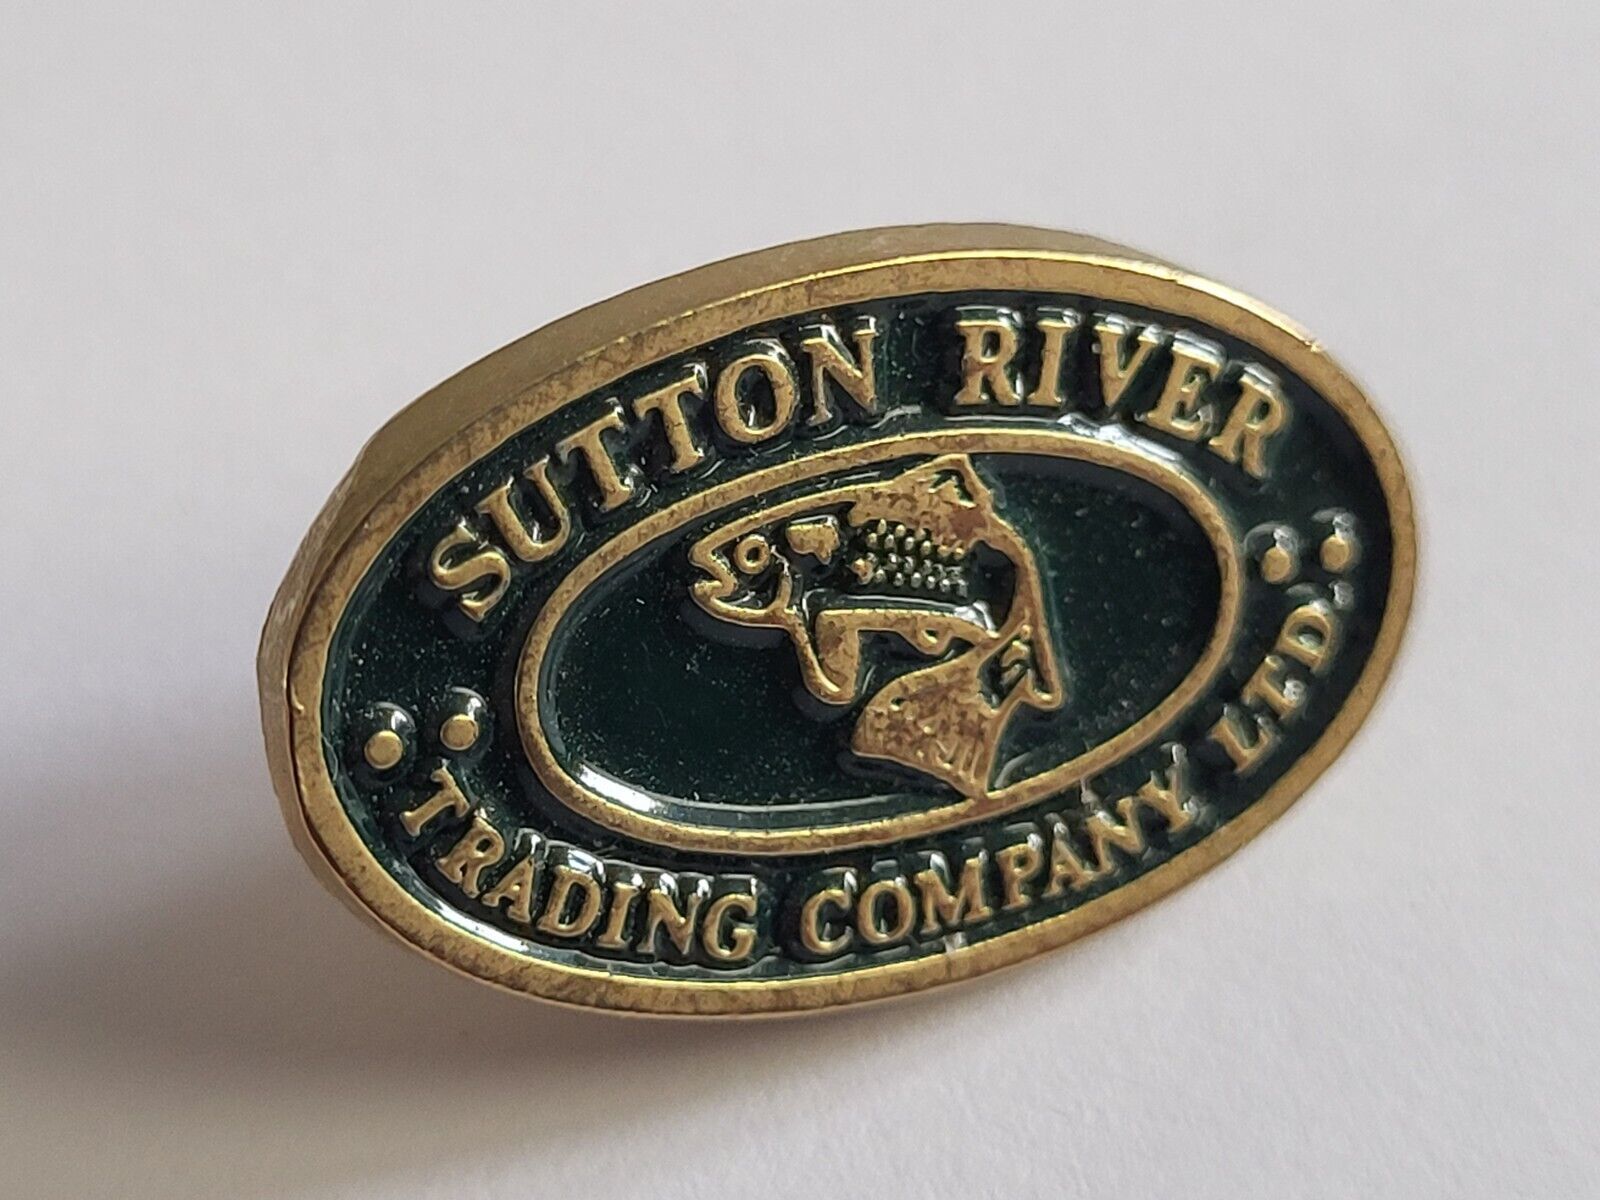 SUTTON RIVER
TRADING COMPANY LTD.